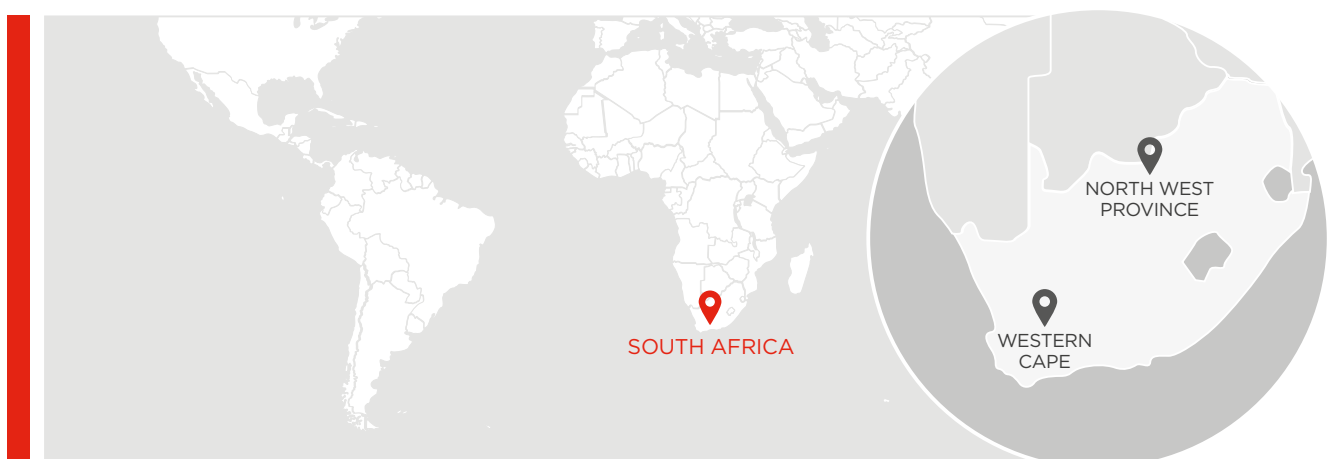 SOUTH AFRICA
NORTH WEST
PROVINCE
WESTERN
CAPE